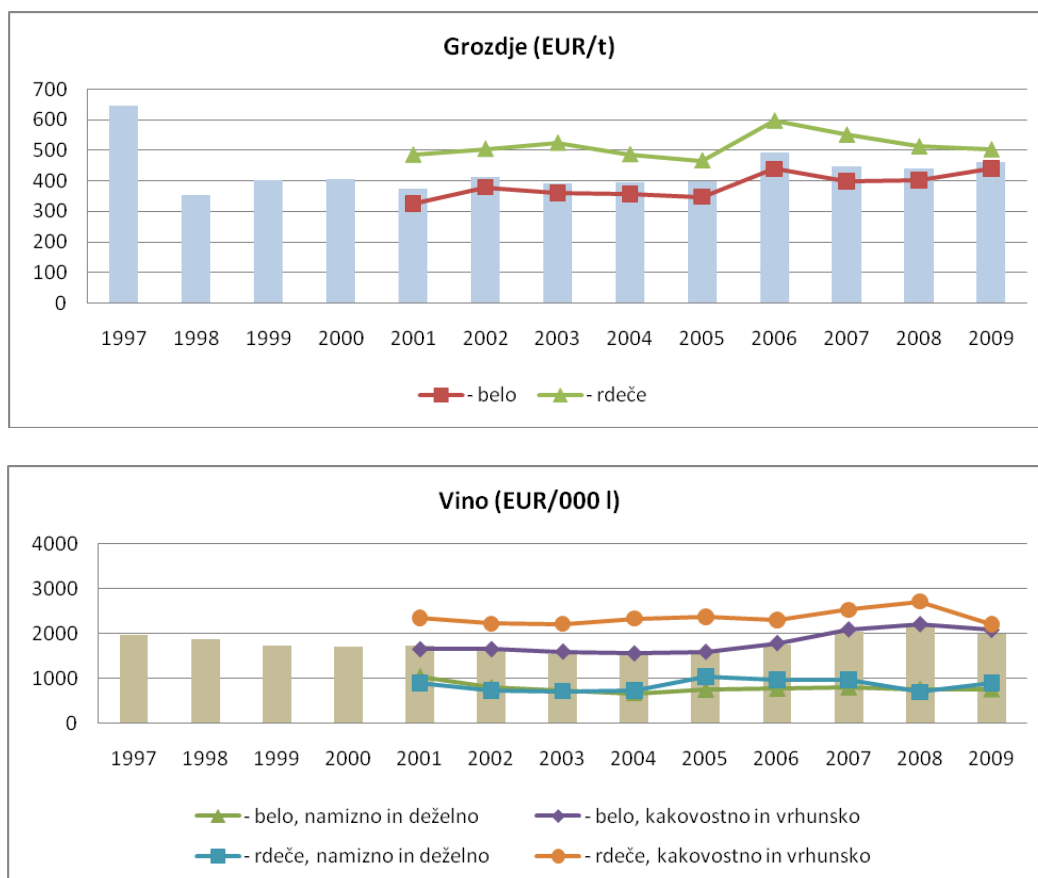 Grozdje (EUR/t)
700
600
500
400
300
200
100
0
1997 1998 1999 2000 2001 2002 2003 2004 2005 2006 2007 2008 2009
- belo - rdeče
Vino (EUR/000 l)
4000
3000
2000
1000
0
1997 1998 1999 2000 2001 2002 2003 2004 2005 2006 2007 2008 2009
- belo, namizno in deželno - belo, kakovostno in vrhunsko
- rdeče, namizno in deželno - rdeče, kakovostno in vrhunsko